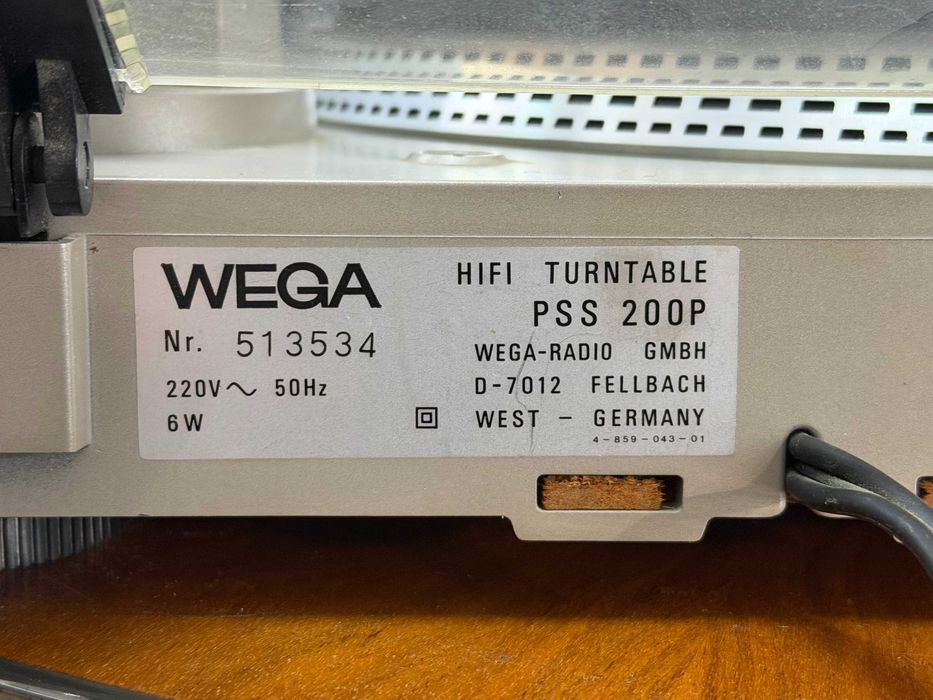 WEGA
Nr. 513534
220V~ 50Hz
6W
HIFI TURNTABLE
PSS 200P
WEGA-RADIO GMBH
D-7012 FELLBACH
WEST - GERMANY
4-859-043-01